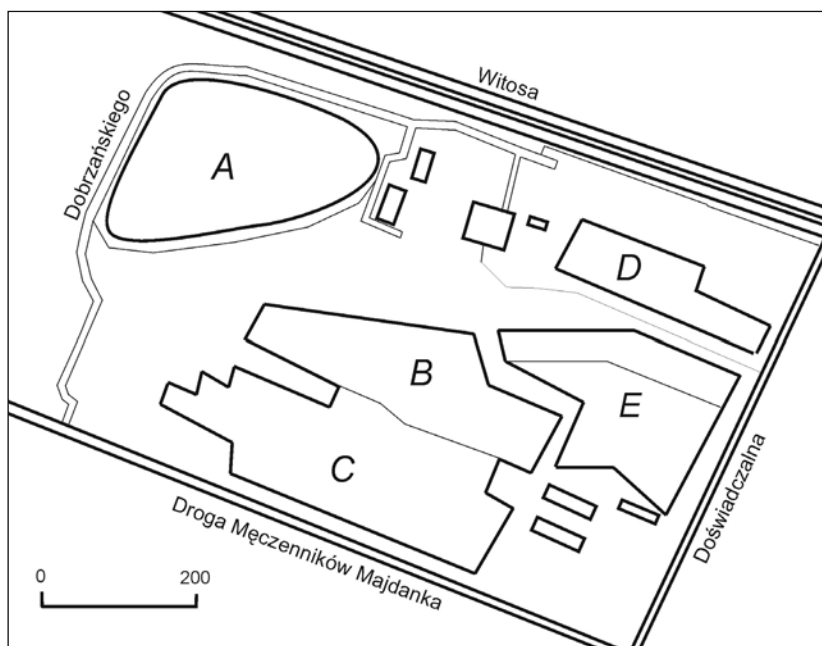 Witosa
Dobrzańskiego
A
D
B
E
C
Doświadczalna
Droga Męczenników Majdanka
0 200